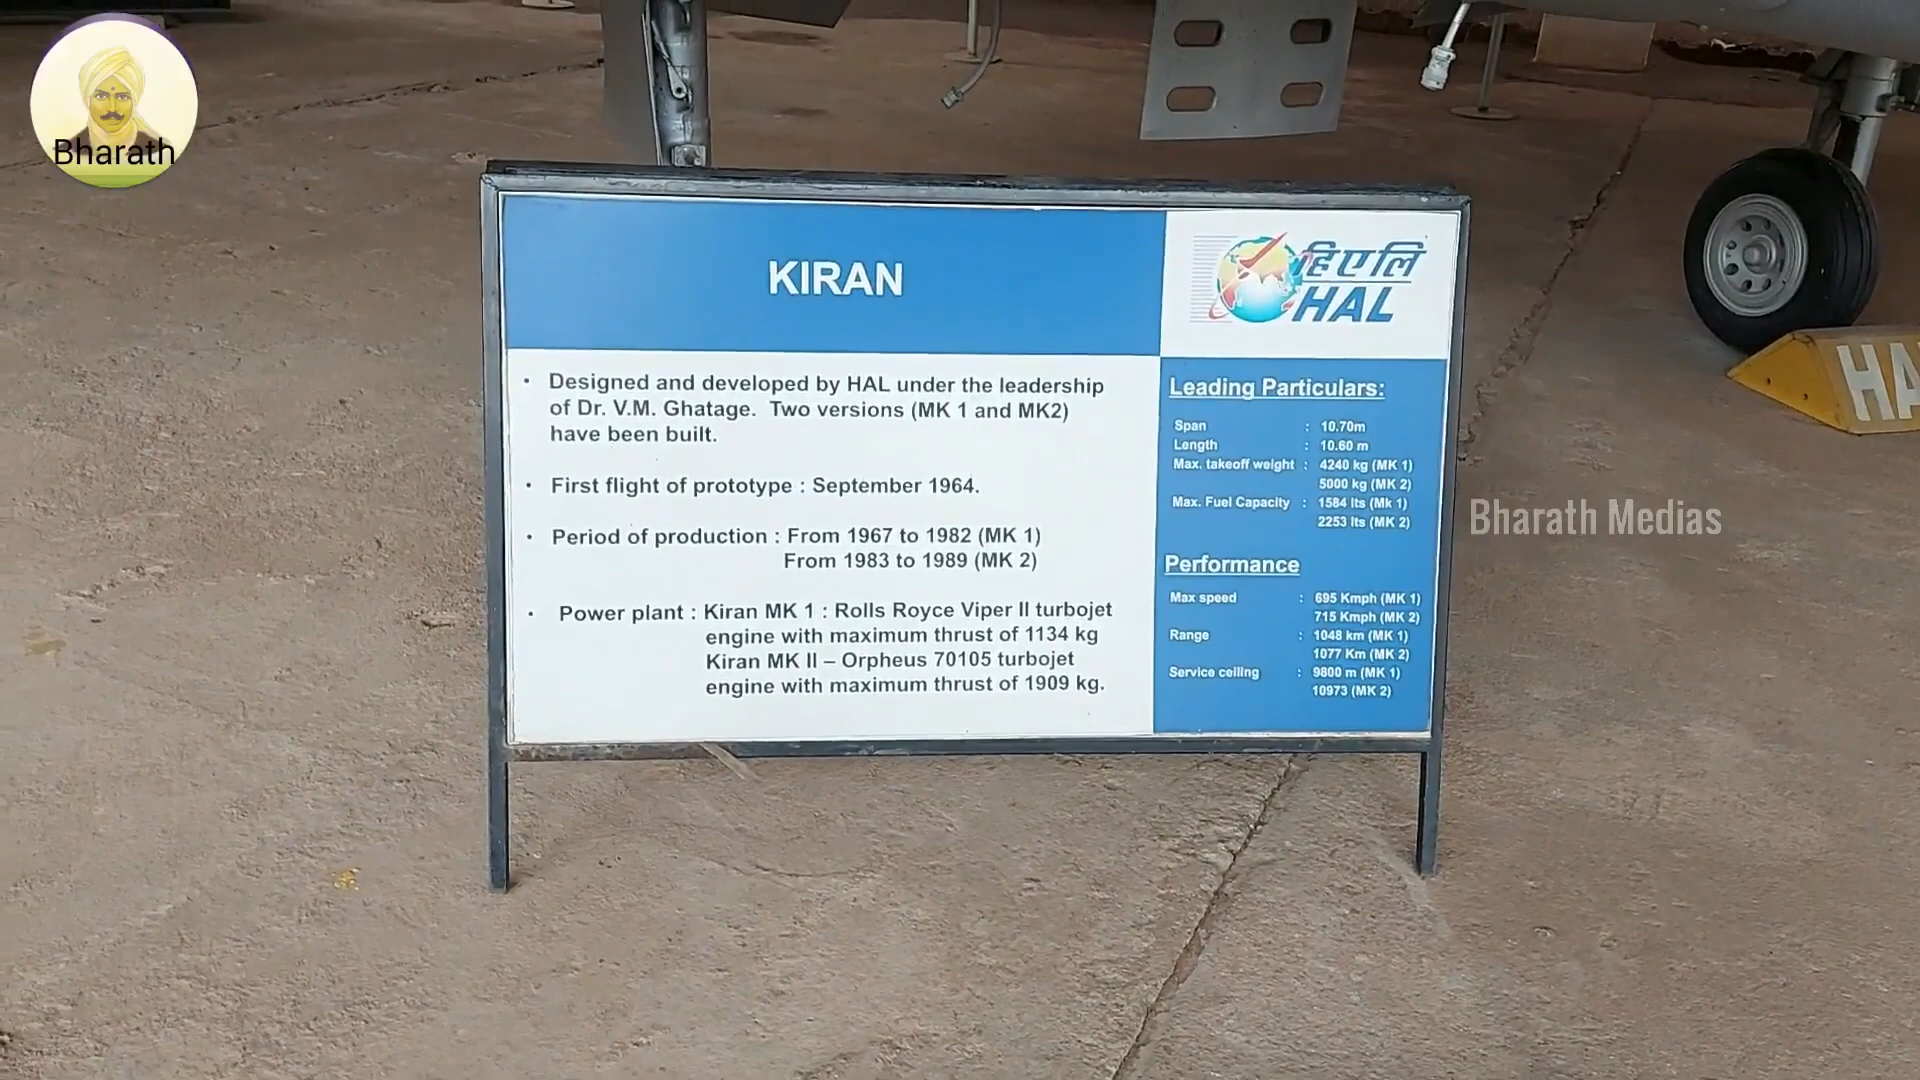 Bharath
KIRAN
हिएलि
HAL
• Designed and developed by HAL under the leadership
of Dr. V.M. Ghatage. Two versions (MK 1 and MK2)
have been built.
• First flight of prototype : September 1964.
• Period of production : From 1967 to 1982 (MK 1)
From 1983 to 1989 (MK 2)
• Power plant : Kiran MK 1 : Rolls Royce Viper II turbojet
engine with maximum thrust of 1134 kg
Kiran MK II – Orpheus 70105 turbojet
engine with maximum thrust of 1909 kg.
Leading Particulars:
Span : 10.70m
Length : 10.60 m
Max. takeoff weight : 4240 kg (MK 1)
5000 kg (MK 2)
Max. Fuel Capacity : 1584 lts (Mk 1)
2253 lts (MK 2)
Performance
Max speed : 695 Kmph (MK 1)
715 Kmph (MK 2)
Range : 1048 km (MK 1)
1077 Km (MK 2)
Service ceiling : 9800 m (MK 1)
10973 (MK 2)
Bharath Medias
HA